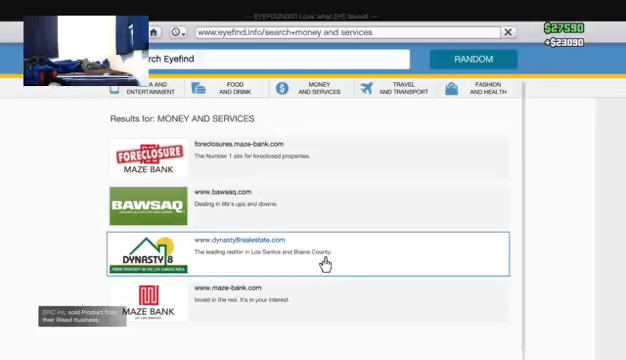 EYEFOUND!!! Look what EYE found!
www.eyefind.info/search+money and services
$27590
+$23090
rch Eyefind
RANDOM
A AND ENTERTAINMENT
FOOD AND DRINK
MONEY AND SERVICES
TRAVEL AND TRANSPORT
FASHION AND HEALTH
Results for: MONEY AND SERVICES
FORECLOSURE
MAZE BANK
foreclosures.maze-bank.com
The Number 1 site for foreclosed properties.
BAWSAQ
www.bawsaq.com
Dealing in life's ups and downs.
DYNASTY 8
www.dynasty8realestate.com
The leading realtor in Los Santos and Blaine County.
MAZE BANK
OF LOS SANTOS
www.maze-bank.com
Invest in the red. It's in your interest.
EPIC inc. sold Product from
their Weed business.